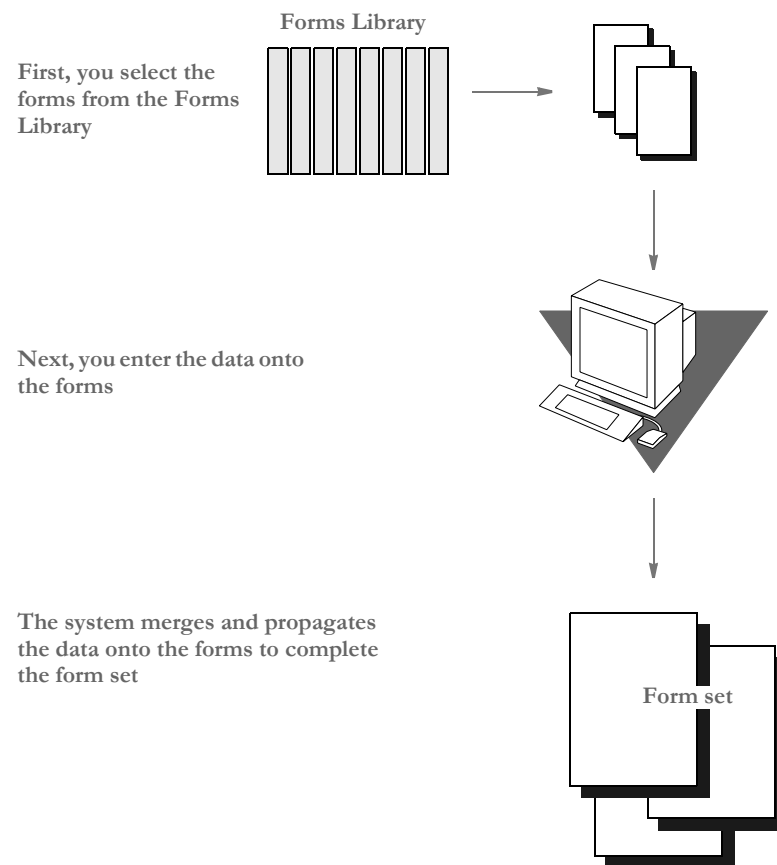 Forms Library
First, you select the
forms from the Forms
Library
Next, you enter the data onto
the forms
The system merges and propagates
the data onto the forms to complete
the form set
Form set